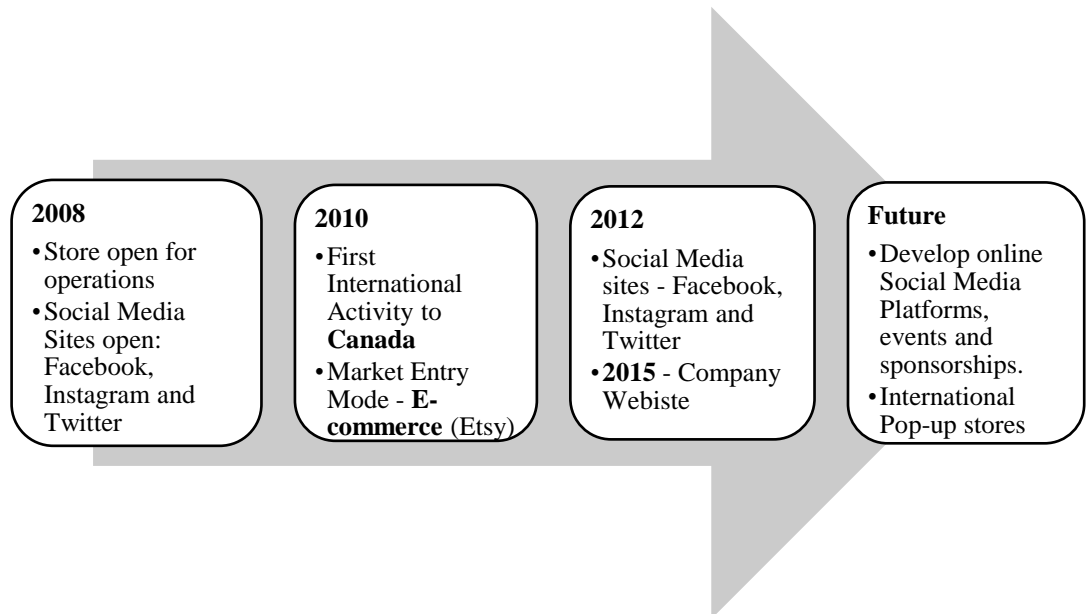 2008
•Store open for
operations
•Social Media
Sites open:
Facebook,
Instagram and
Twitter
2010
•First
International
Activity to
Canada
•Market Entry
Mode - E-
commerce (Etsy)
2012
•Social Media
sites - Facebook,
Instagram and
Twitter
•2015 - Company
Webiste
Future
•Develop online
Social Media
Platforms,
events and
sponsorships.
•International
Pop-up stores